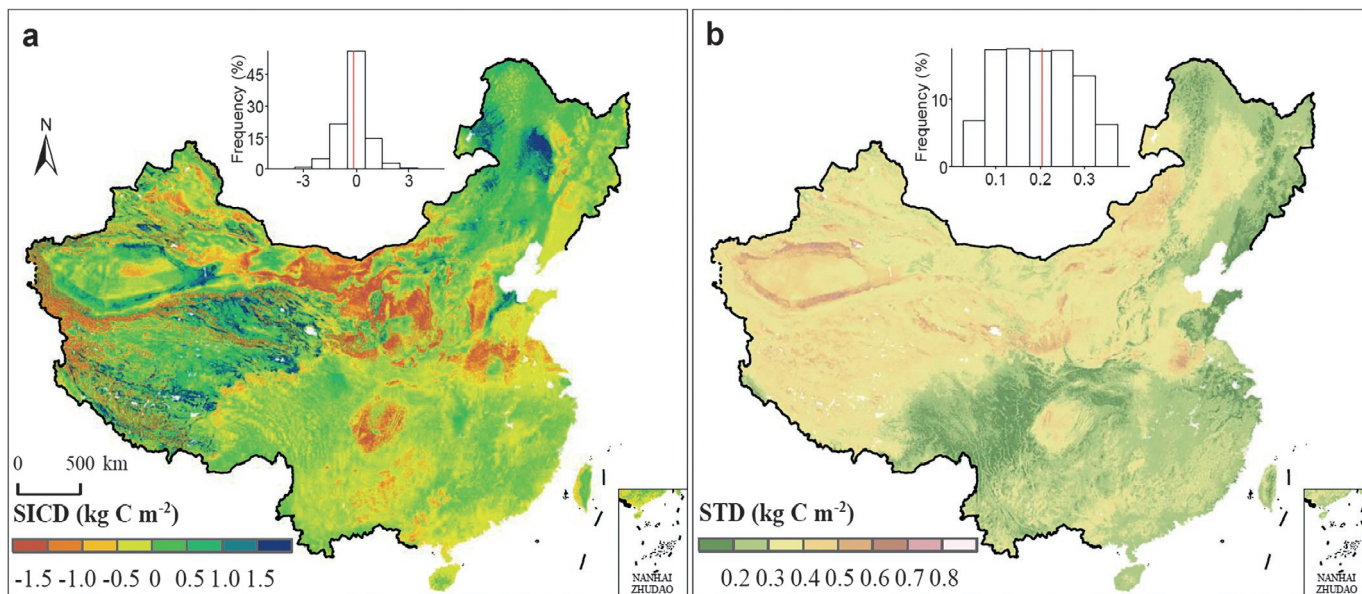 a
Frequency (%)
45
30
15
0
-3 0 3
N
0 500 km
SICD (kg C m⁻²)
-1.5 -1.0 -0.5 0 0.5 1.0 1.5
NANHAI
ZHUDAO
b
Frequency (%)
10
0
0.1 0.2 0.3
STD (kg C m⁻²)
0.2 0.3 0.4 0.5 0.6 0.7 0.8
NANHAI
ZHUDAO